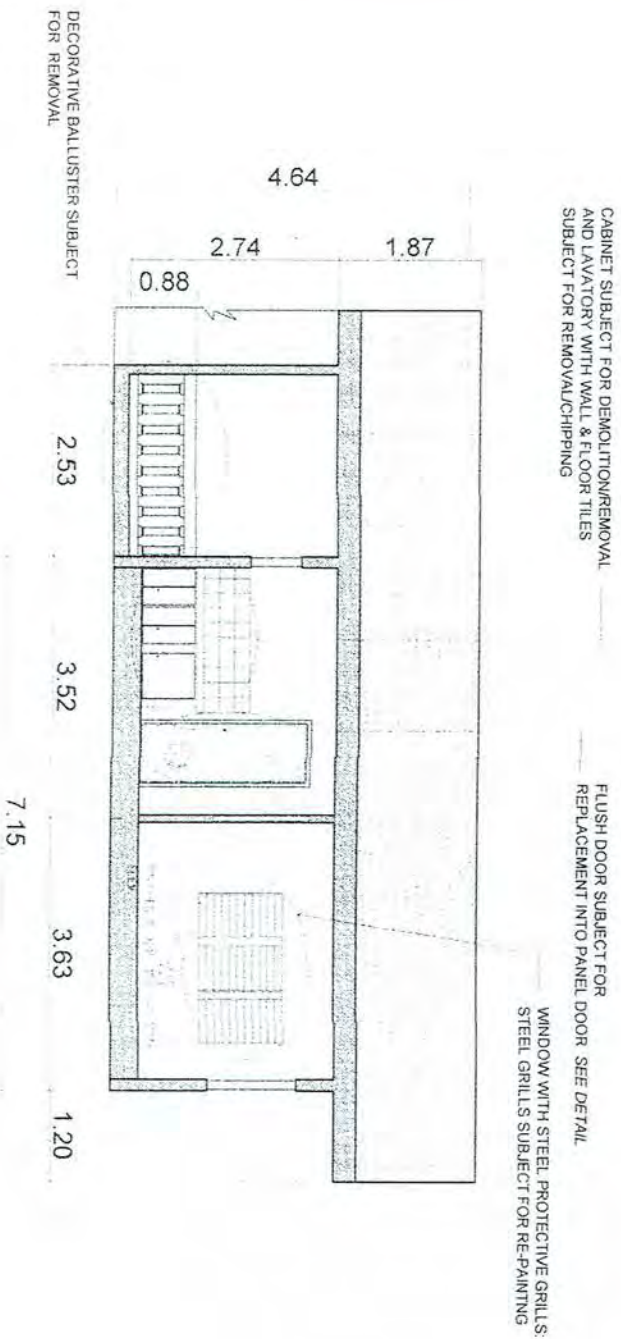 CABINET SUBJECT FOR DEMOLITION/REMOVAL
AND LAVATORY WITH WALL & FLOOR TILES
SUBJECT FOR REMOVAL/CHIPPING
FLUSH DOOR SUBJECT FOR
REPLACEMENT INTO PANEL DOOR SEE DETAIL
WINDOW WITH STEEL PROTECTIVE GRILLS:
STEEL GRILLS SUBJECT FOR RE-PAINTNG
4.64
1.87
2.74
0.88
DECORATIVE BALLUSTER SUBJECT
FOR REMOVAL
2.53
3.52
3.63
1.20
7.15